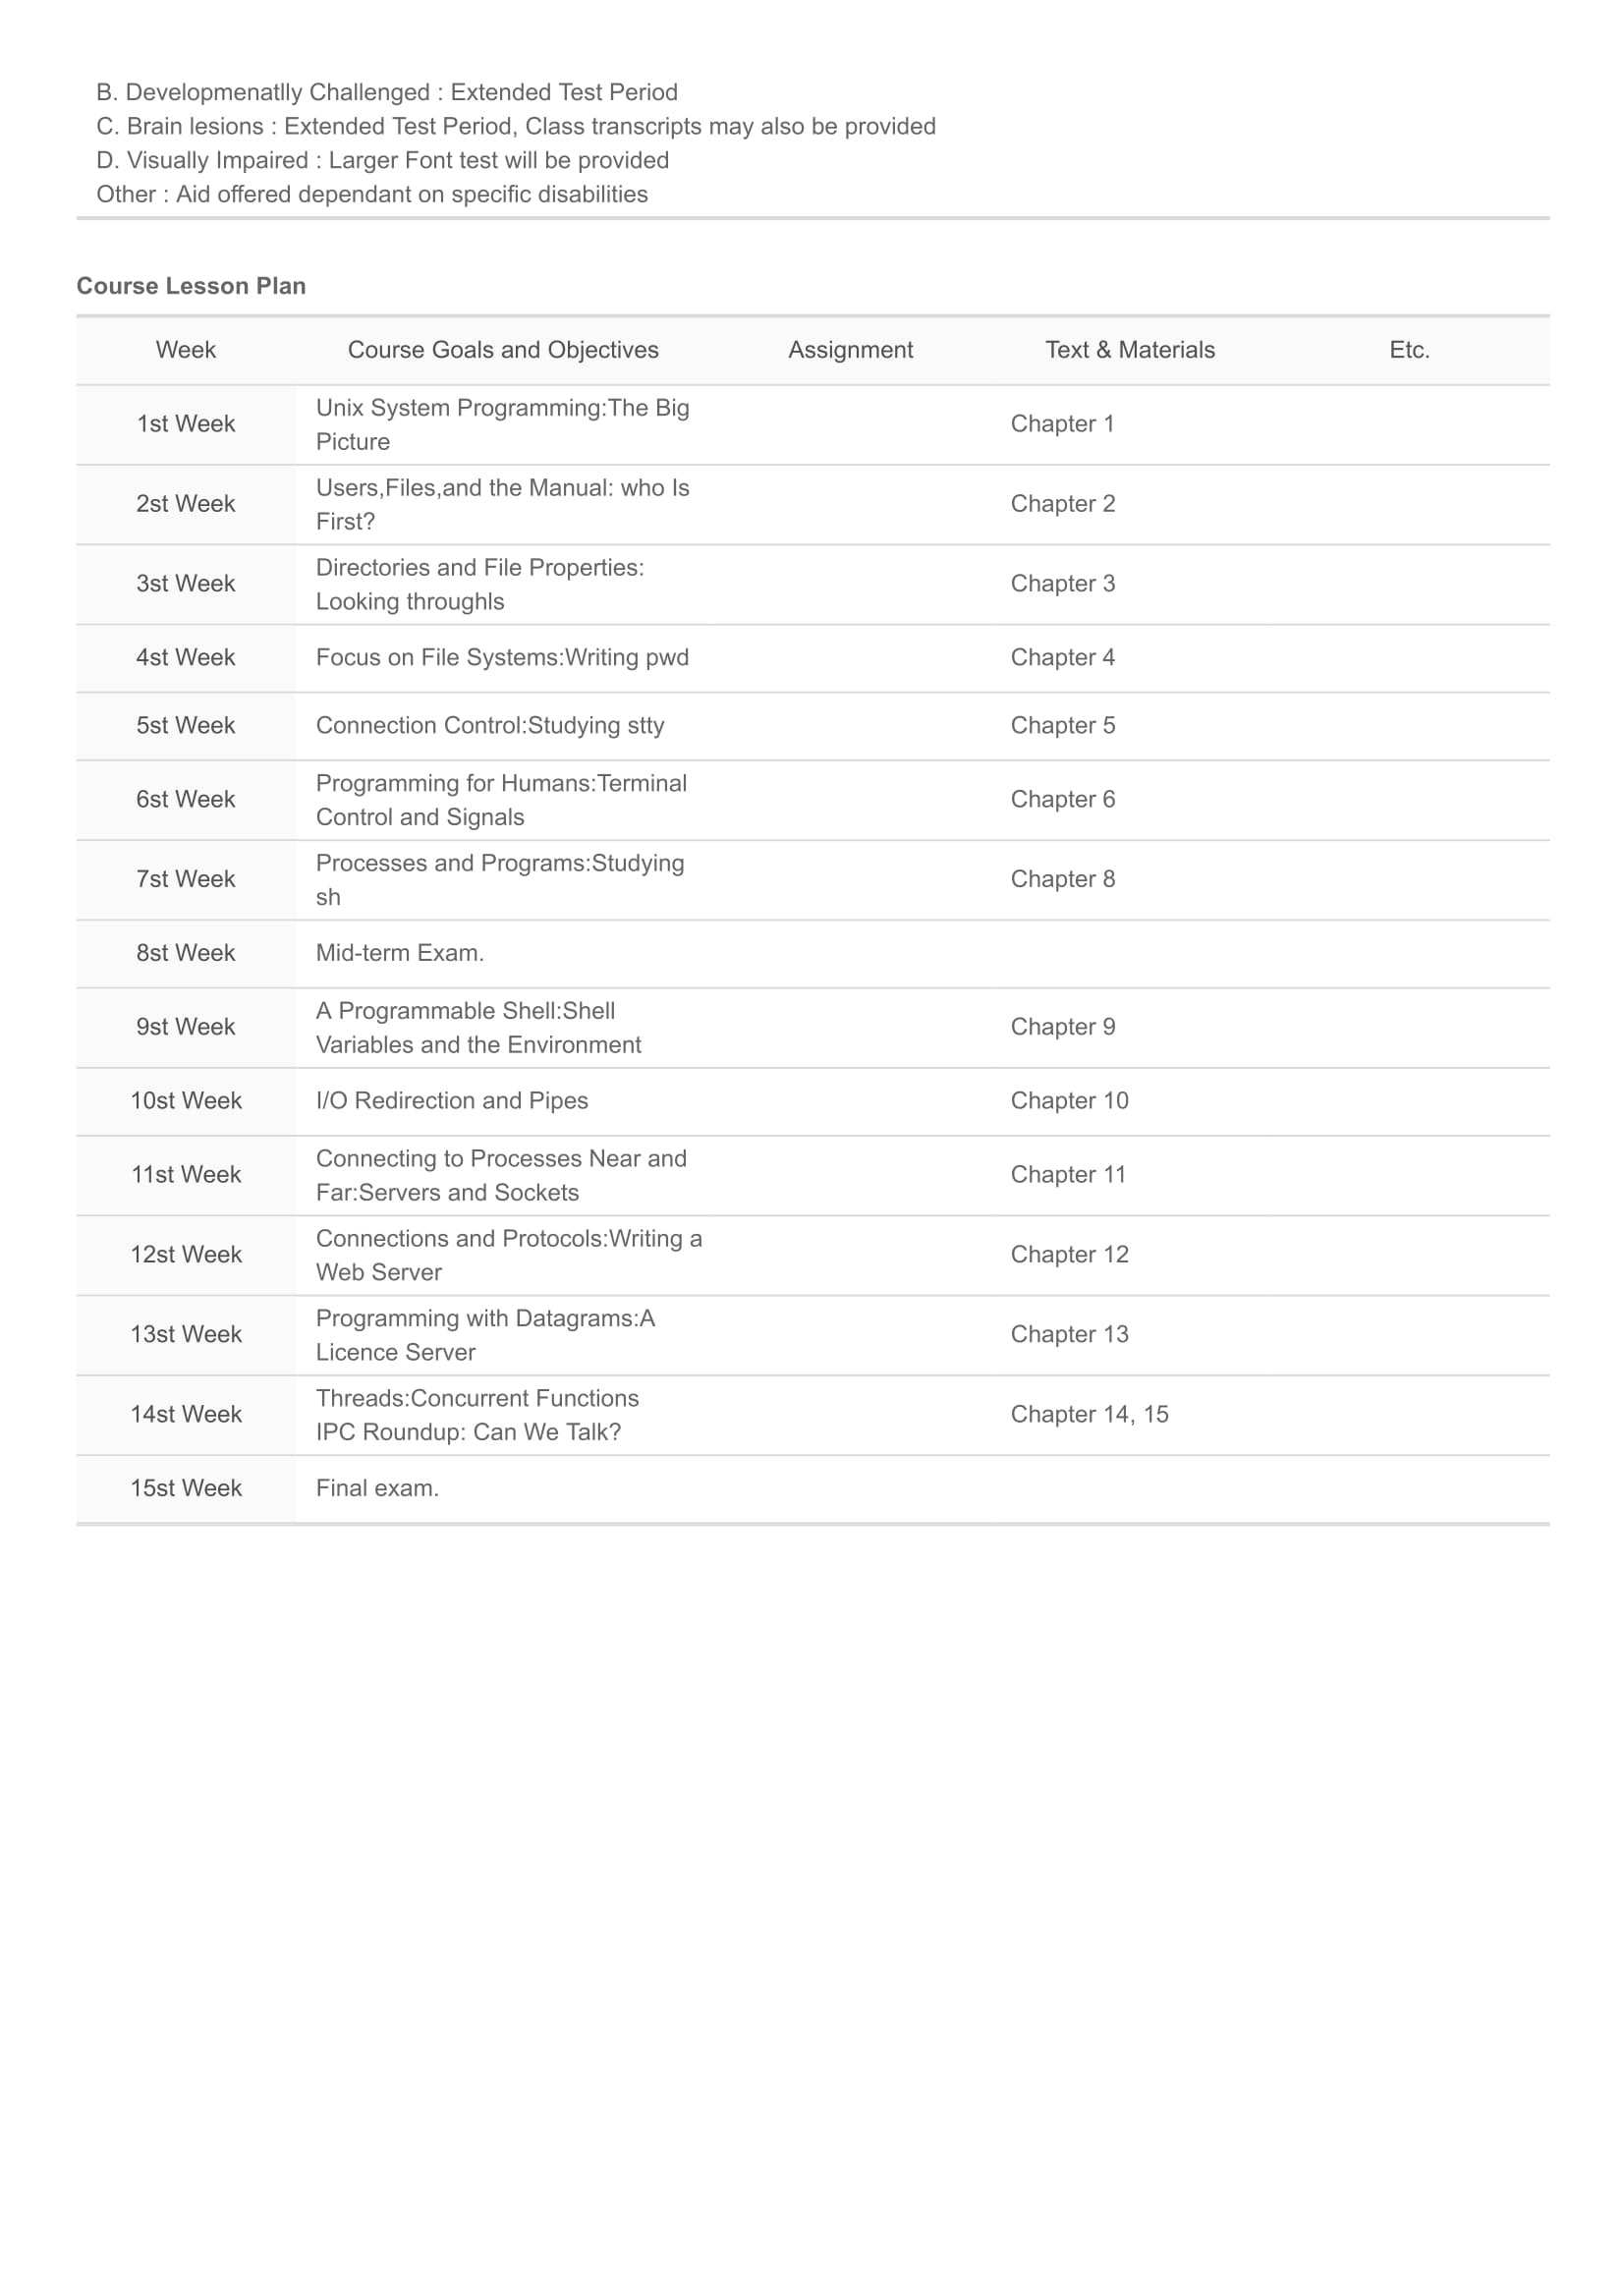 B. Developmenatlly Challenged : Extended Test Period
C. Brain lesions : Extended Test Period, Class transcripts may also be provided
D. Visually Impaired : Larger Font test will be provided
Other : Aid offered dependant on specific disabilities
Course Lesson Plan
Week Course Goals and Objectives Assignment Text & Materials Etc.
1st Week Unix System Programming:The Big Chapter 1
Picture
2st Week Users,Files,and the Manual: who Is Chapter 2
First?
3st Week Directories and File Properties: Chapter 3
Looking throughls
4st Week Focus on File Systems:Writing pwd Chapter 4
5st Week Connection Control:Studying stty Chapter 5
6st Week Programming for Humans:Terminal Chapter 6
Control and Signals
7st Week Processes and Programs:Studying Chapter 8
sh
8st Week Mid-term Exam.
9st Week A Programmable Shell:Shell Chapter 9
Variables and the Environment
10st Week I/O Redirection and Pipes Chapter 10
11st Week Connecting to Processes Near and Chapter 11
Far:Servers and Sockets
12st Week Connections and Protocols:Writing a Chapter 12
Web Server
13st Week Programming with Datagrams:A Chapter 13
Licence Server
14st Week Threads:Concurrent Functions Chapter 14, 15
IPC Roundup: Can We Talk?
15st Week Final exam.